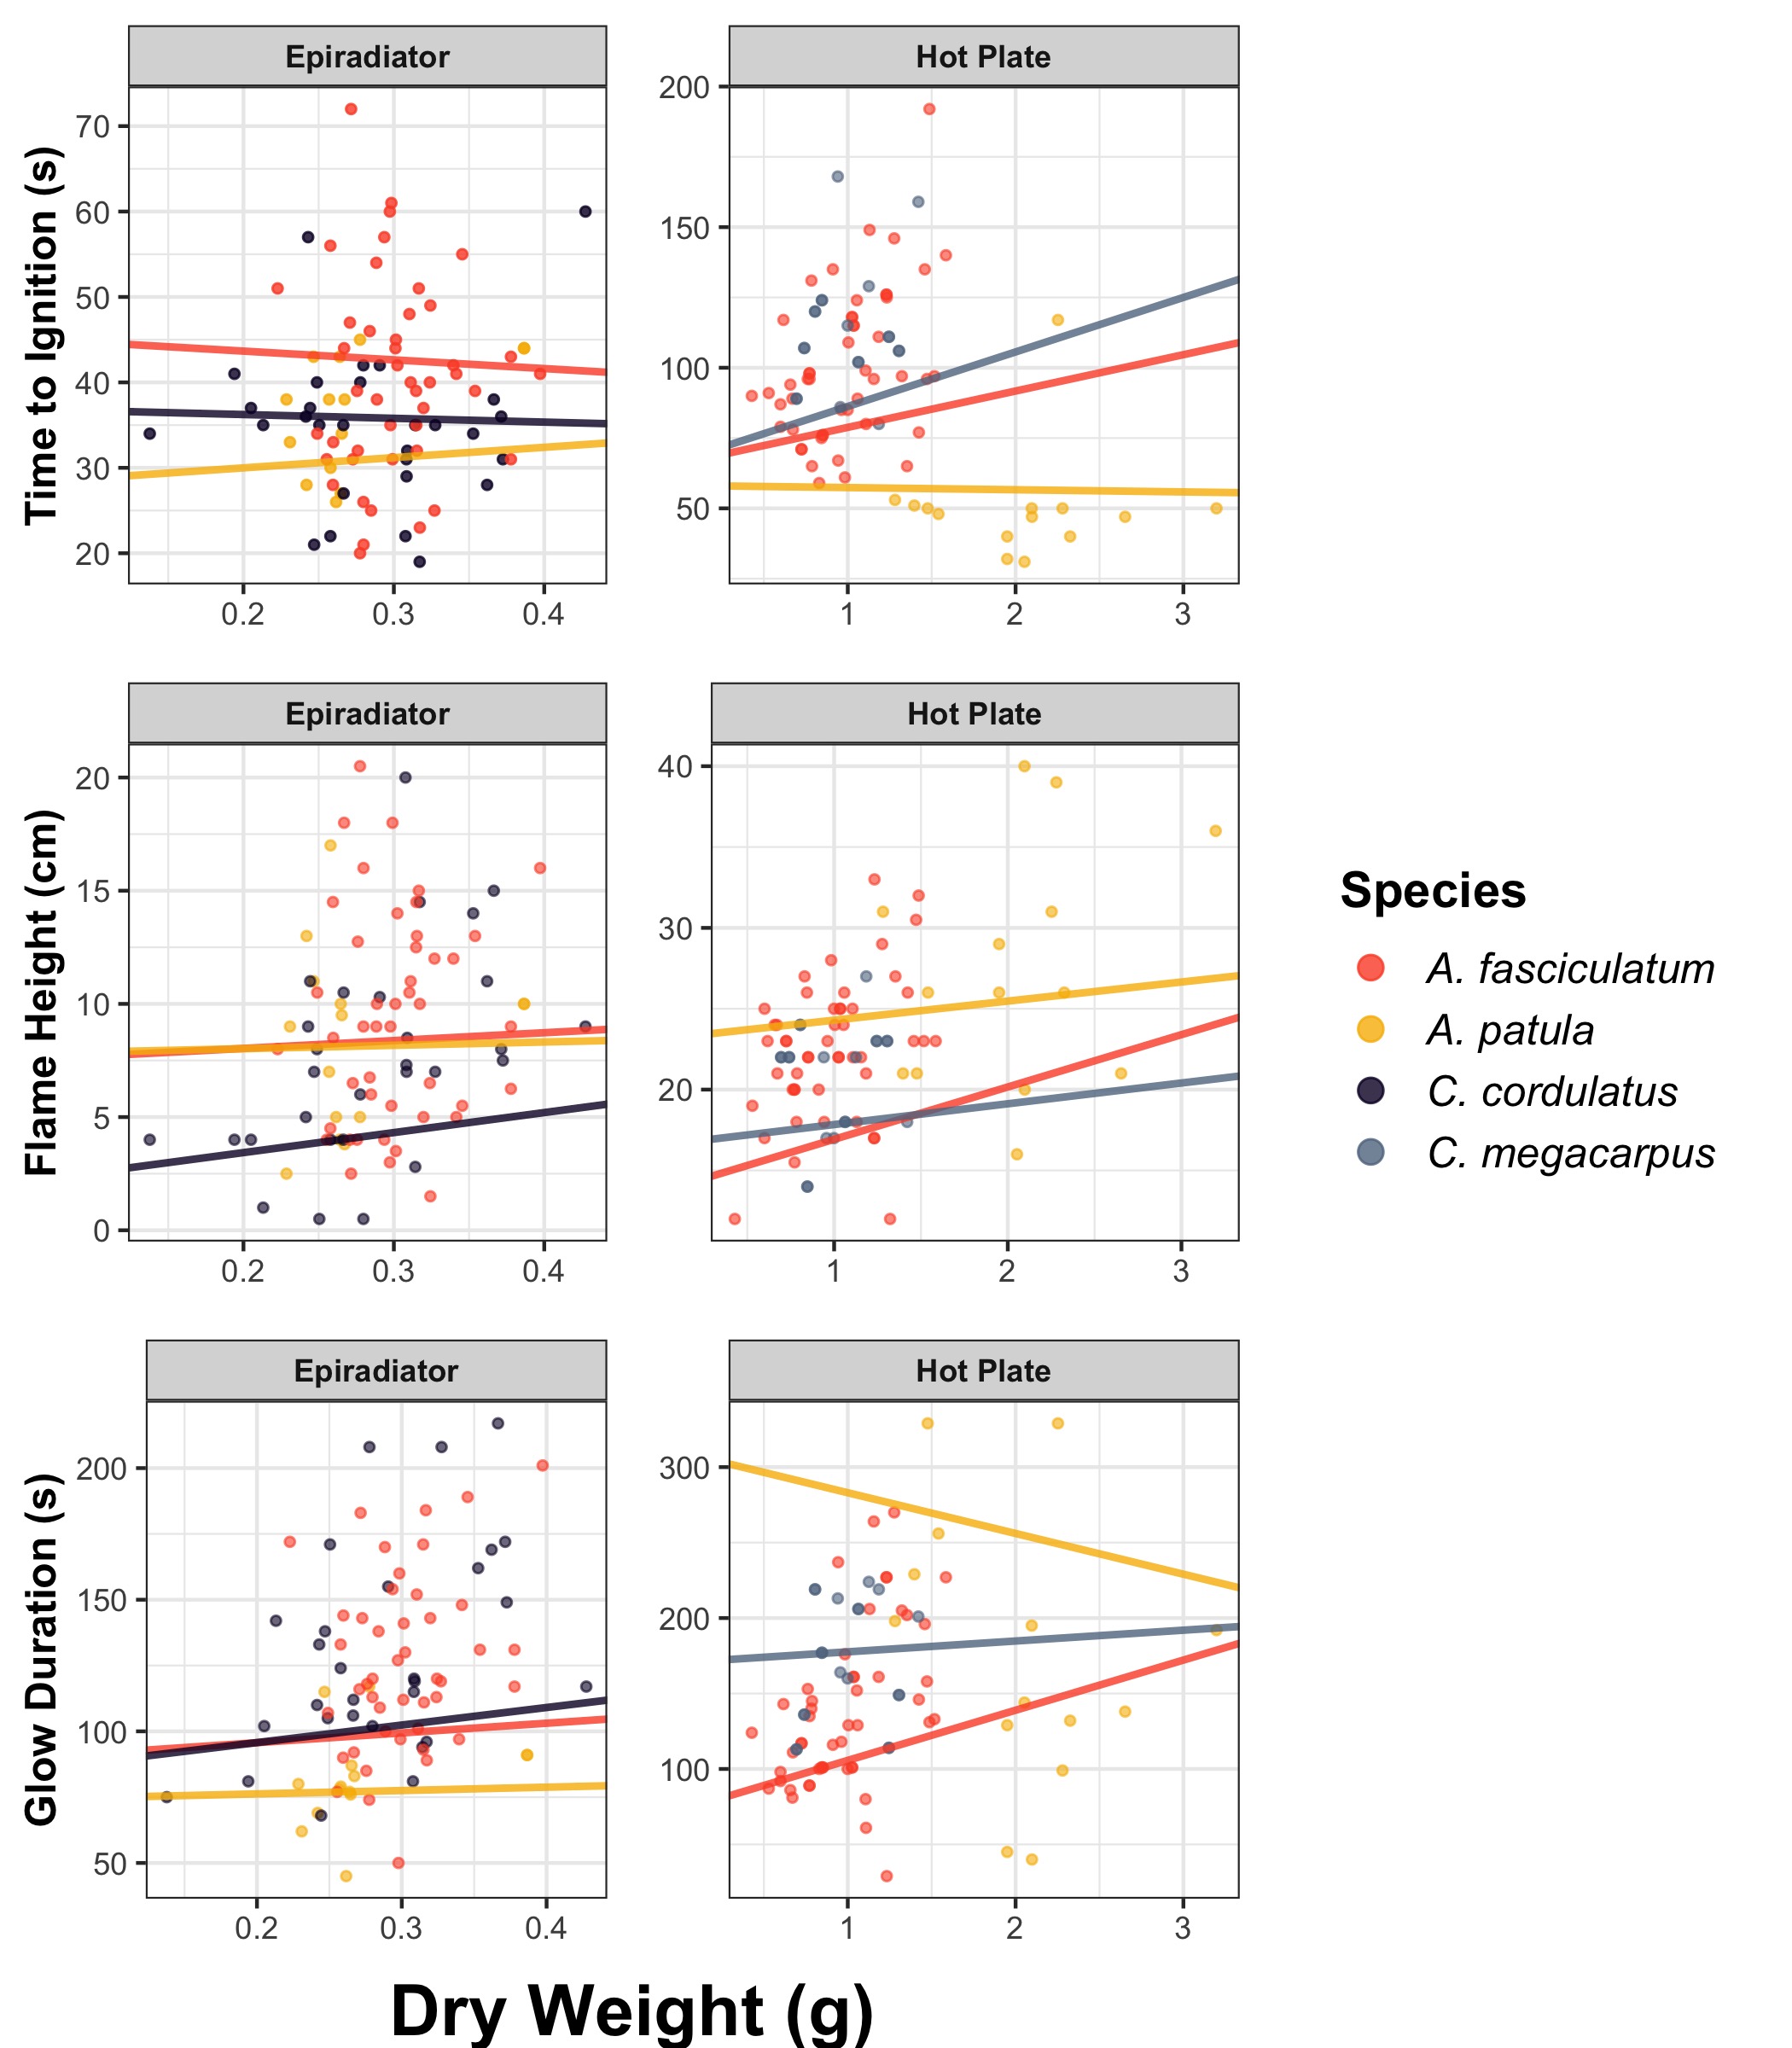 Epiradiator
Hot Plate
Time to Ignition (s)
70
60
50
40
30
20
200
150
100
50
0.2 0.3 0.4
1 2 3
Epiradiator
Hot Plate
Flame Height (cm)
20
15
10
5
0
40
30
20
0.2 0.3 0.4
1 2 3
Species
A. fasciculatum
A. patula
C. cordulatus
C. megacarpus
Epiradiator
Hot Plate
Glow Duration (s)
200
150
100
50
300
200
100
0.2 0.3 0.4
1 2 3
Dry Weight (g)